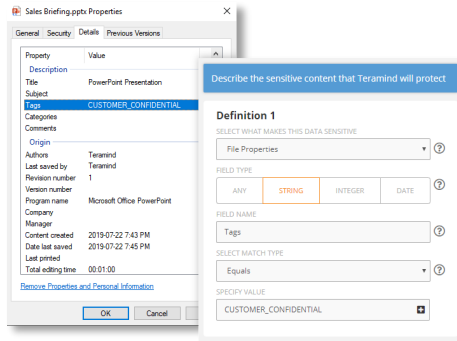 Sales Briefing.pptx Properties
General Security Details Previous Versions
Property Value
Description
Title PowerPoint Presentation
Subject
Tags CUSTOMER_CONFIDENTIAL
Categories
Comments
Origin
Authors Teramind
Last saved by Teramind
Revision number 1
Version number
Program name Microsoft Office PowerPoint
Company
Manager
Content created 2019-07-22 7:43 PM
Date last saved 2019-07-22 7:45 PM
Last printed
Total editing time 00:01:00
Remove Properties and Personal Information
OK Cancel
Describe the sensitive content that Teramind will protect
Definition 1
SELECT WHAT MAKES THIS DATA SENSITIVE
File Properties
FIELD TYPE
ANY STRING INTEGER DATE
FIELD NAME
Tags
SELECT MATCH TYPE
Equals
SPECIFY VALUE
CUSTOMER_CONFIDENTIAL